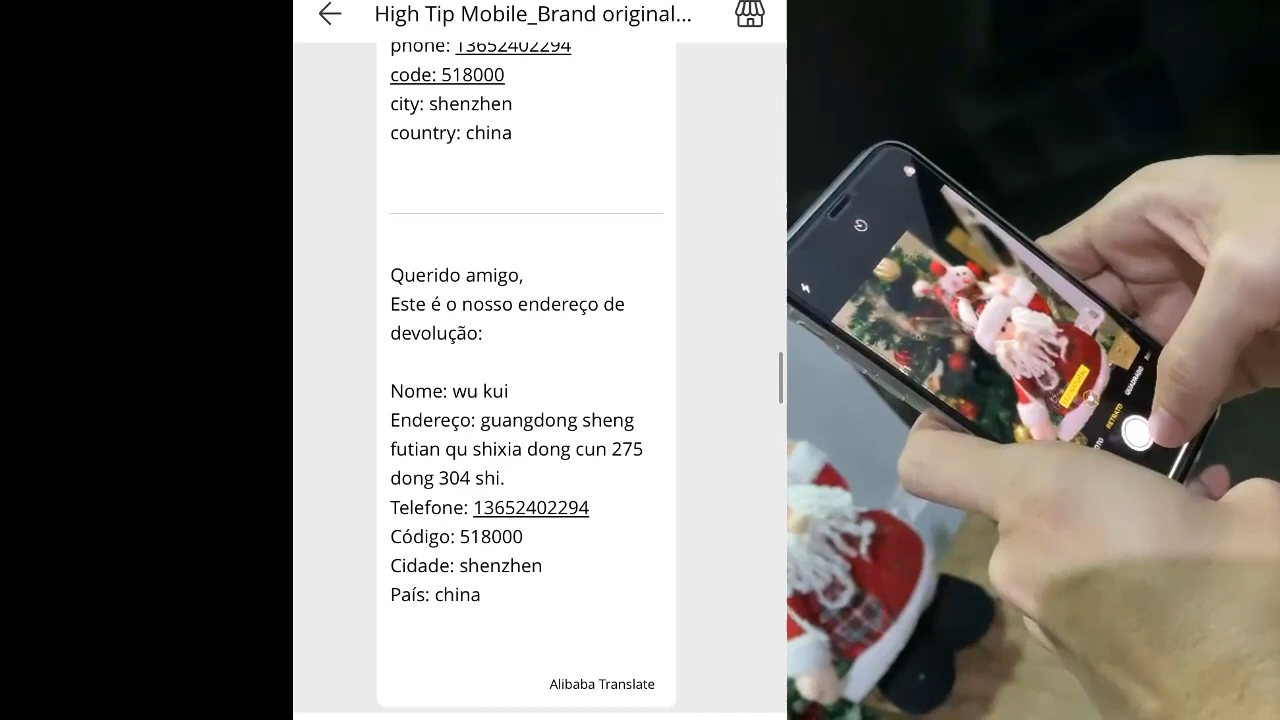 High Tip Mobile_Brand original...
phone: 13652402294
code: 518000
city: shenzhen
country: china
Querido amigo,
Este é o nosso endereço de
devolução:
Nome: wu kui
Endereço: guangdong sheng
futian qu shixia dong cun 275
dong 304 shi.
Telefone: 13652402294
Código: 518000
Cidade: shenzhen
País: china
Alibaba Translate
QUADRADO
RETRATO